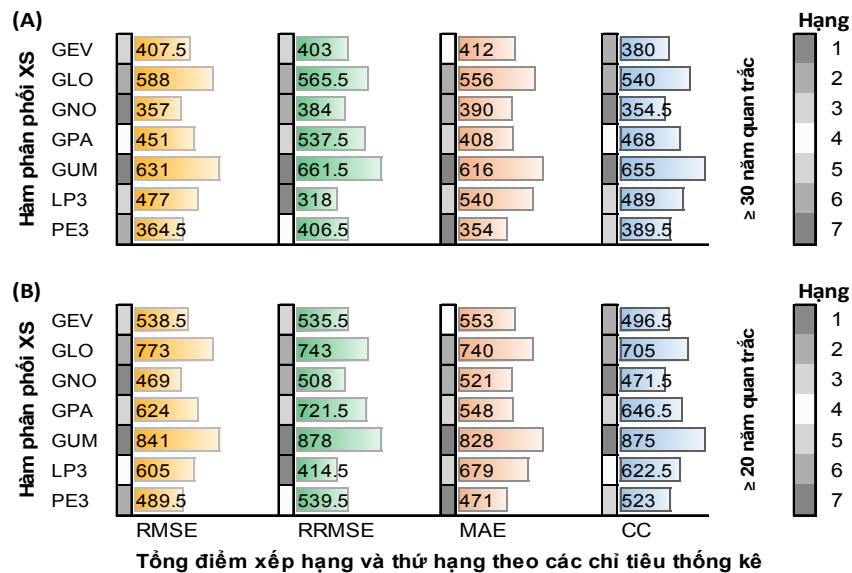 (A)
Hạng
Hàm phân phối XS
GEV 407.5 403 412 380
GLO 588 565.5 556 540
GNO 357 384 390 354.5
GPA 451 537.5 408 468
GUM 631 661.5 616 655
LP3 477 318 540 489
PE3 364.5 406.5 354 389.5
≥ 30 năm quan trắc
1
2
3
4
5
6
7
(B)
Hạng
Hàm phân phối XS
GEV 538.5 535.5 553 496.5
GLO 773 743 740 705
GNO 469 508 521 471.5
GPA 624 721.5 548 646.5
GUM 841 878 828 875
LP3 605 414.5 679 622.5
PE3 489.5 539.5 471 523
≥ 20 năm quan trắc
1
2
3
4
5
6
7
RMSE RRMSE MAE CC
Tổng điểm xếp hạng và thứ hạng theo các chỉ tiêu thống kê